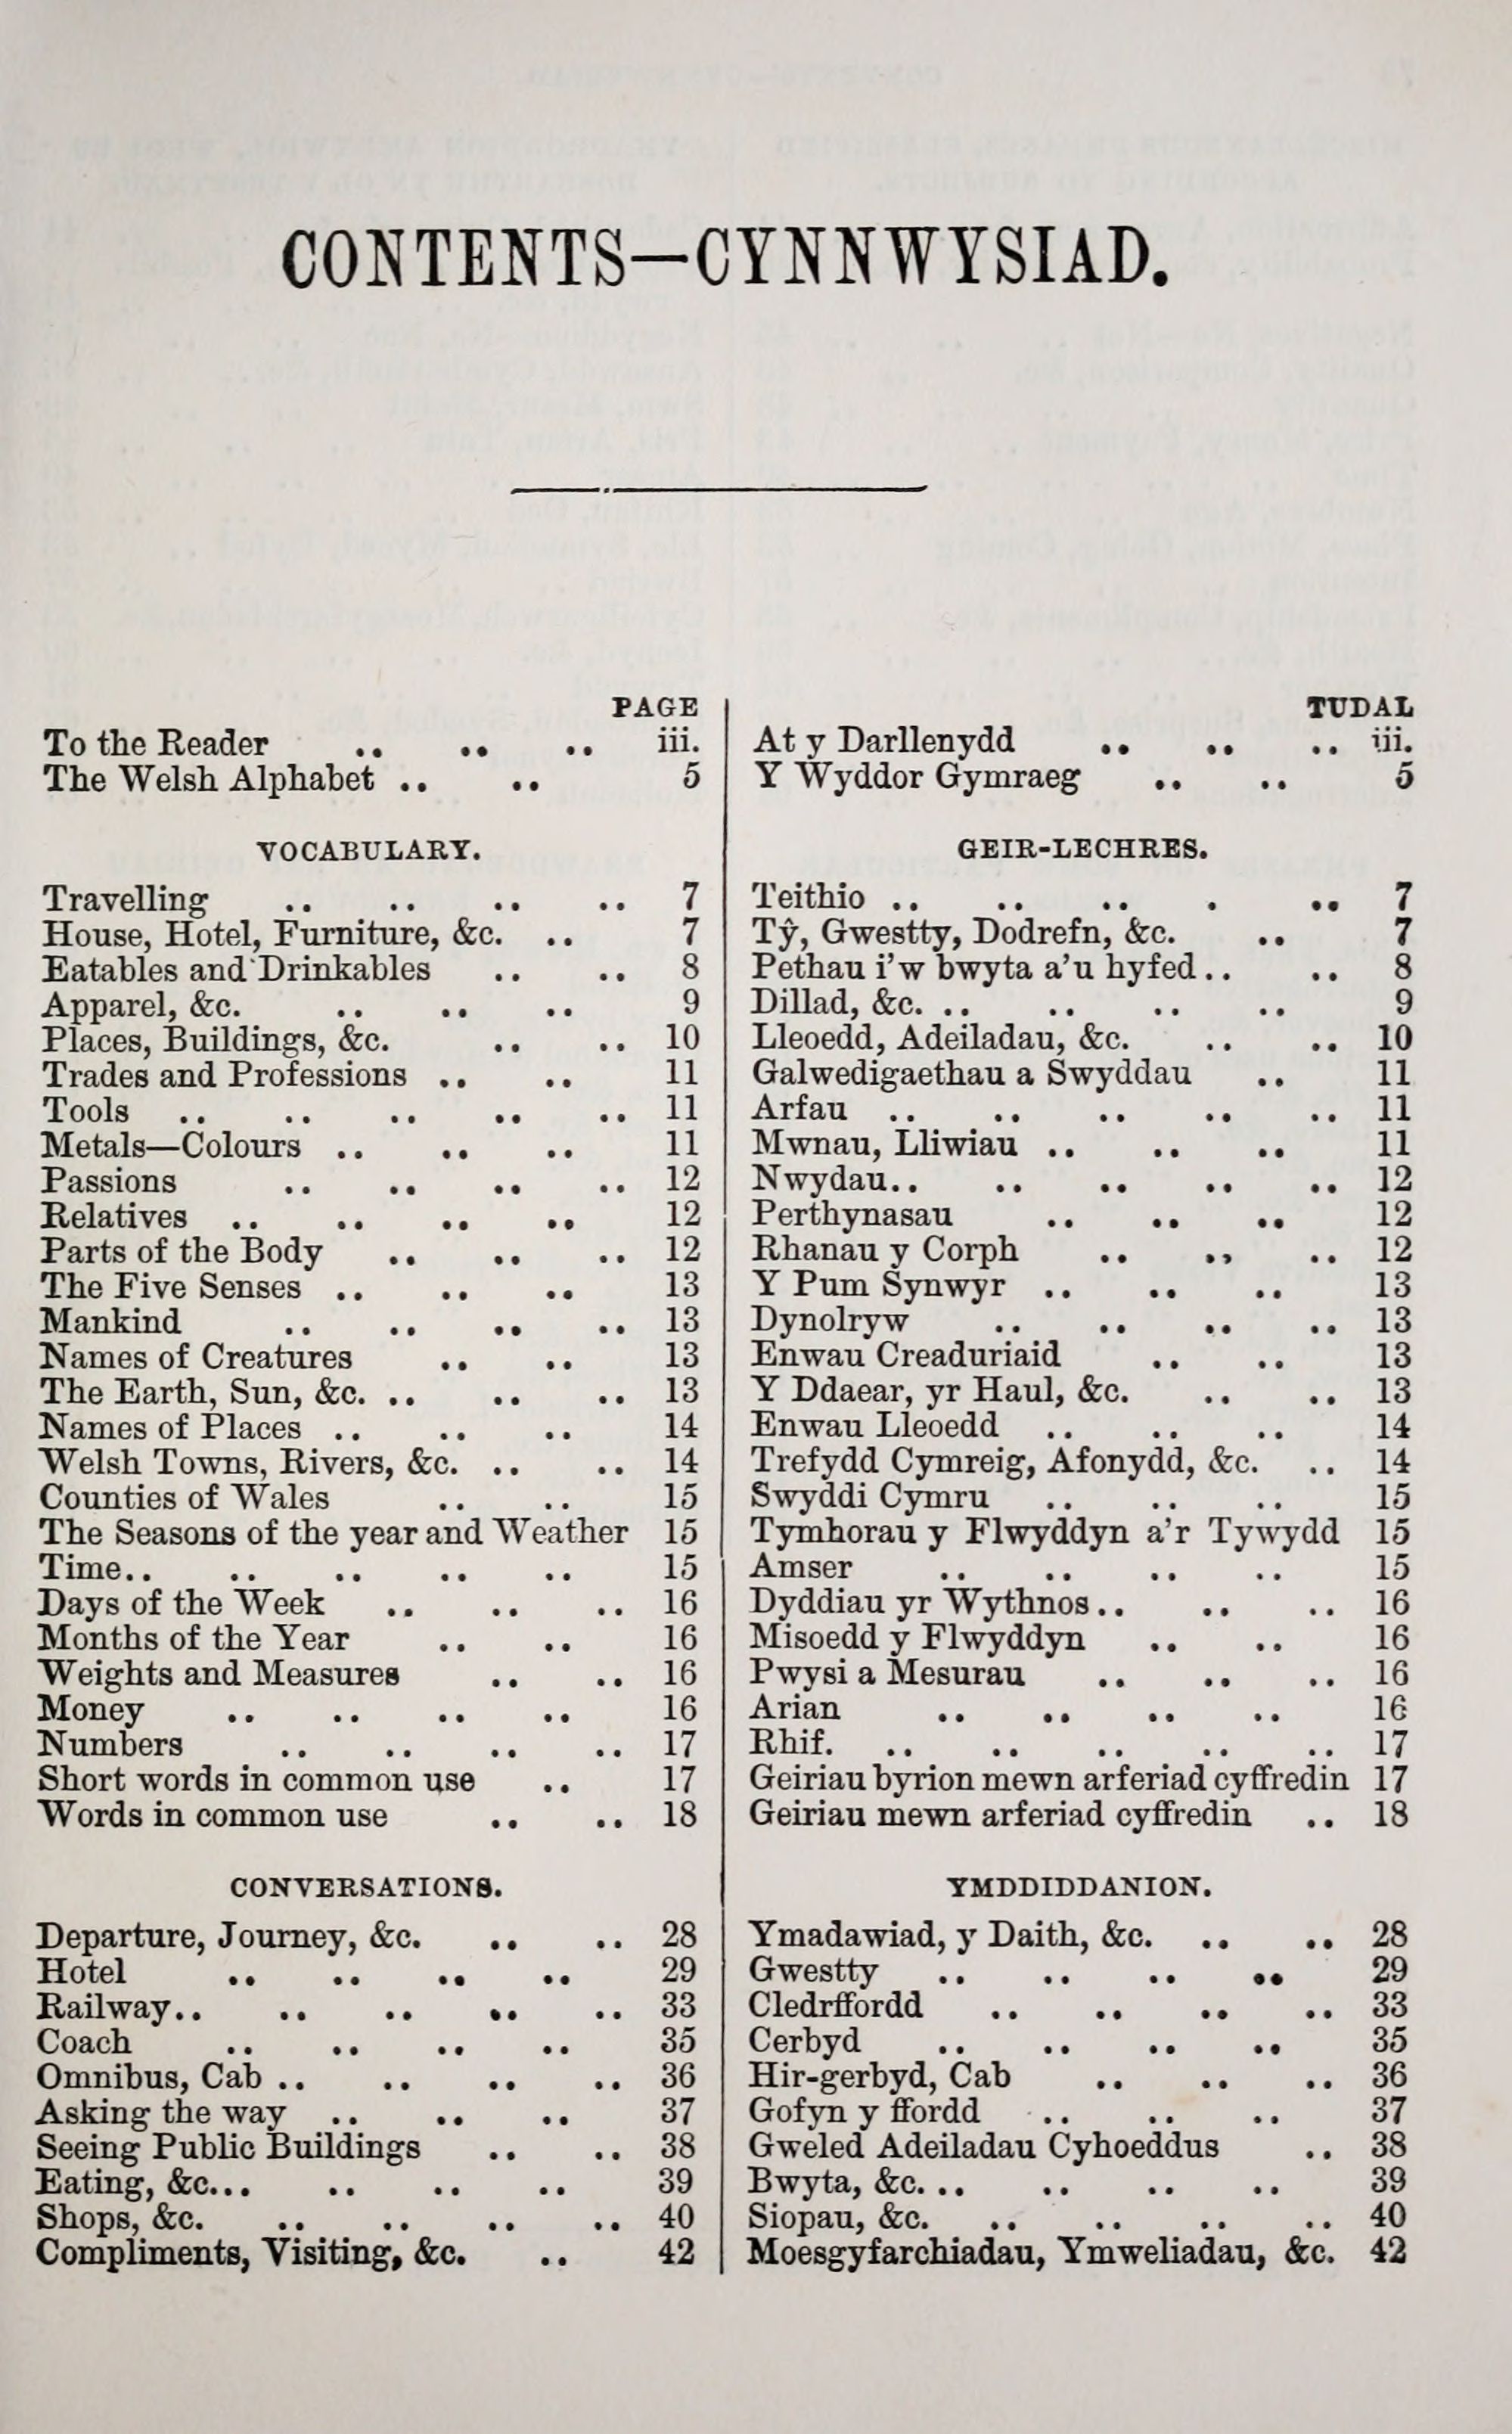 CONTENTS—CYNNWYSIAD.
PAGE
To the Reader .. .. .. iii.
The Welsh Alphabet .. .. 5
VOCABULARY.
Travelling .. .. .. .. 7
House, Hotel, Furniture, &c. .. 7
Eatables and Drinkables .. .. 8
Apparel, &c. .. .. .. 9
Places, Buildings, &c. .. .. 10
Trades and Professions .. .. 11
Tools .. .. .. .. .. 11
Metals—Colours .. .. .. 11
Passions .. .. .. .. 12
Relatives .. .. .. .. 12
Parts of the Body .. .. .. 12
The Five Senses .. .. .. 13
Mankind .. .. .. .. 13
Names of Creatures .. .. 13
The Earth, Sun, &c. .. .. .. 13
Names of Places .. .. .. 14
Welsh Towns, Rivers, &c. .. .. 14
Counties of Wales .. .. 15
The Seasons of the year and Weather 15
Time.. .. .. .. .. 15
Days of the Week .. .. .. 16
Months of the Year .. .. 16
Weights and Measures .. .. 16
Money .. .. .. .. 16
Numbers .. .. .. .. 17
Short words in common use .. 17
Words in common use .. .. 18
CONVERSATIONS.
Departure, Journey, &c. .. .. 28
Hotel .. .. .. .. 29
Railway.. .. .. .. .. 33
Coach .. .. .. .. 35
Omnibus, Cab .. .. .. .. 36
Asking the way .. .. .. 37
Seeing Public Buildings .. .. 38
Eating, &c... .. .. .. 39
Shops, &c. .. .. .. .. 40
Compliments, Visiting, &c. .. 42
TUDAL
At y Darllenydd .. .. .. iii.
Y Wyddor Gymraeg .. .. 5
GEIR-LECHRES.
Teithio .. .. .. . .. 7
Tŷ, Gwestty, Dodrefn, &c. .. 7
Pethau i'w bwyta a'u hyfed.. .. 8
Dillad, &c. .. .. .. .. 9
Lleoedd, Adeiladau, &c. .. .. 10
Galwedigaethau a Swyddau .. 11
Arfau .. .. .. .. .. 11
Mwnau, Lliwiau .. .. .. 11
Nwydau.. .. .. .. .. 12
Perthynasau .. .. .. 12
Rhanau y Corph .. ., .. 12
Y Pum Synwyr .. .. .. 13
Dynolryw .. .. .. .. 13
Enwau Creaduriaid .. .. 13
Y Ddaear, yr Haul, &c. .. .. 13
Enwau Lleoedd .. .. .. 14
Trefydd Cymreig, Afonydd, &c. .. 14
Swyddi Cymru .. .. .. 15
Tymhorau y Flwyddyn a'r Tywydd 15
Amser .. .. .. .. 15
Dyddiau yr Wythnos.. .. .. 16
Misoedd y Flwyddyn .. .. 16
Pwysi a Mesurau .. .. .. 16
Arian .. .. .. .. 16
Rhif. .. .. .. .. .. 17
Geiriau byrion mewn arferiad cyffredin 17
Geiriau mewn arferiad cyffredin .. 18
YMDDIDDANION.
Ymadawiad, y Daith, &c. .. .. 28
Gwestty .. .. .. .. 29
Cledrffordd .. .. .. .. 33
Cerbyd .. .. .. .. 35
Hir-gerbyd, Cab .. .. .. 36
Gofyn y ffordd .. .. .. 37
Gweled Adeiladau Cyhoeddus .. 38
Bwyta, &c. .. .. .. .. 39
Siopau, &c. .. .. .. .. 40
Moesgyfarchiadau, Ymweliadau, &c. 42